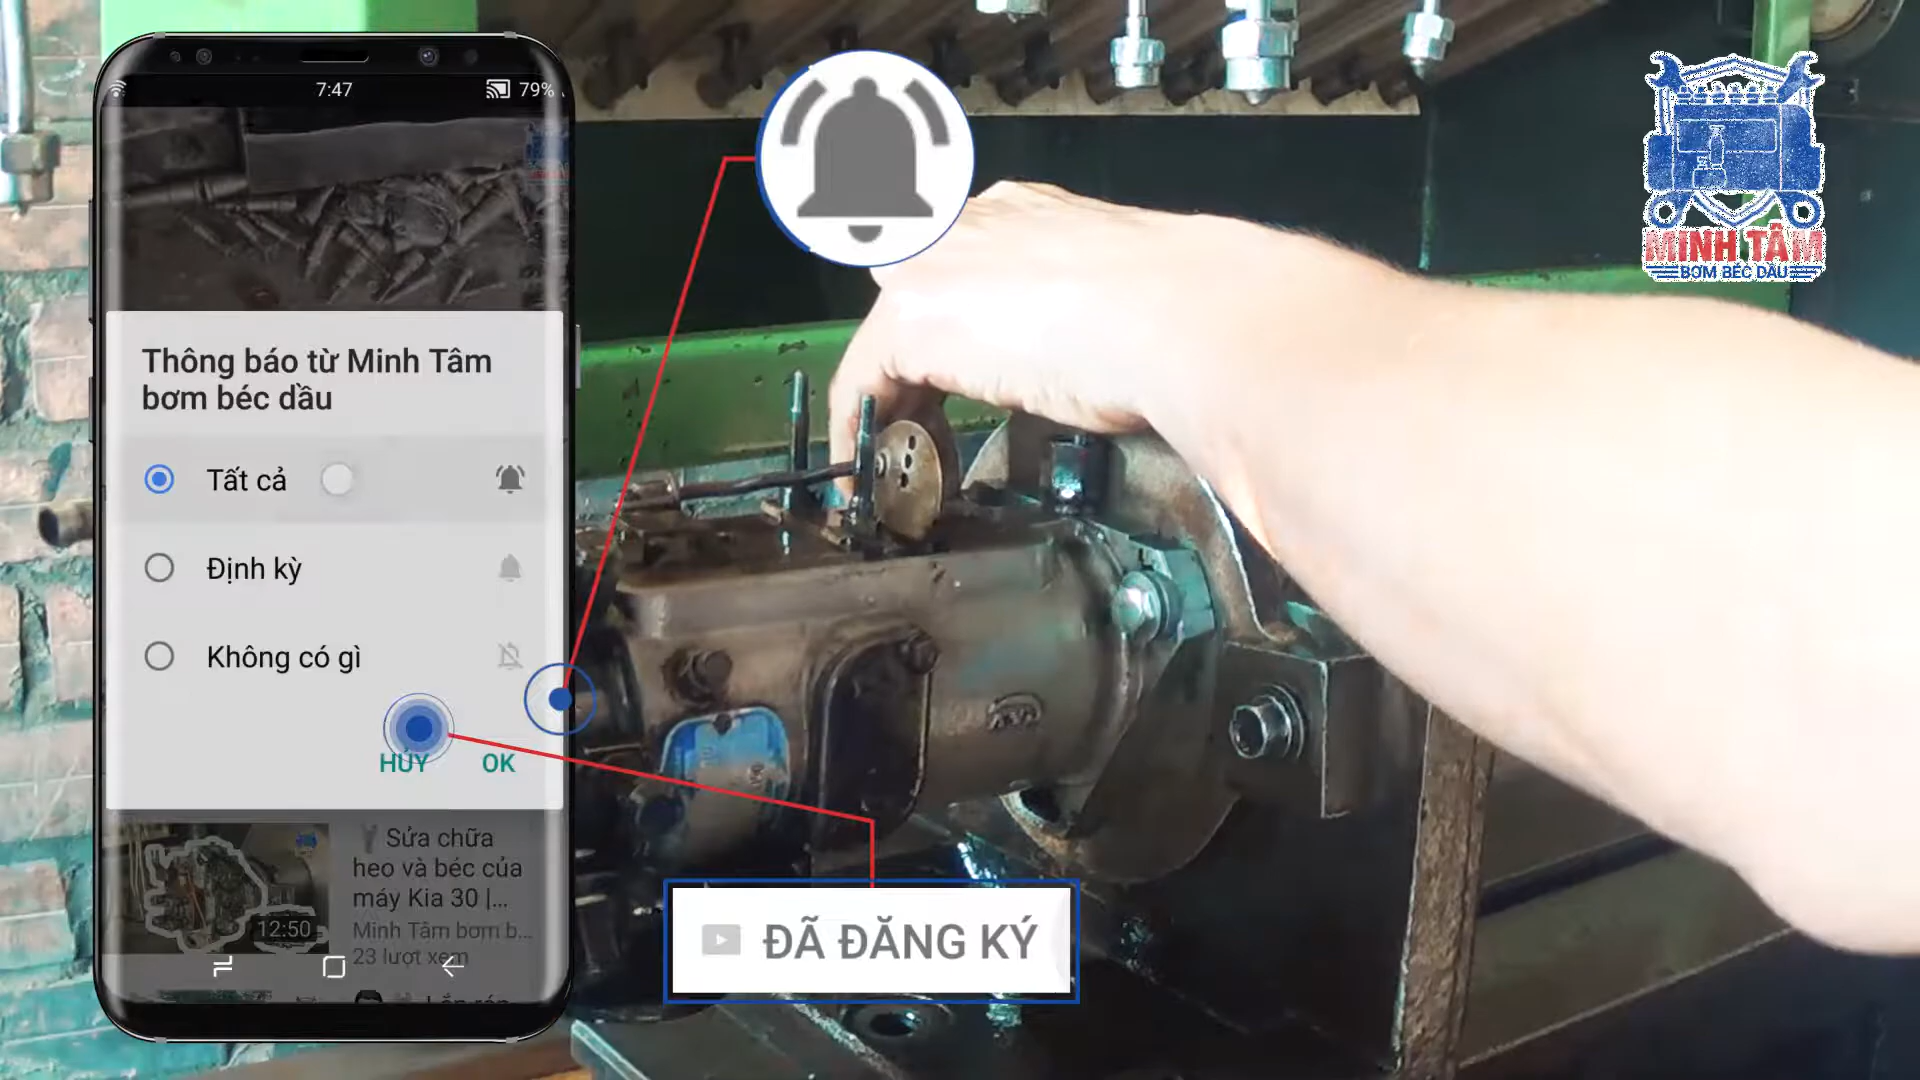 7:47
79%
Thông báo từ Minh Tâm
bơm béc dầu
Tất cả
Định kỳ
Không có gì
HỦY
OK
Sửa chữa
heo và béc của
máy Kia 30 |...
12:50
Minh Tâm bơm b...
23 lượt xem
ĐÃ ĐĂNG KÝ
MINH TÂM
BƠM BÉC DẦU